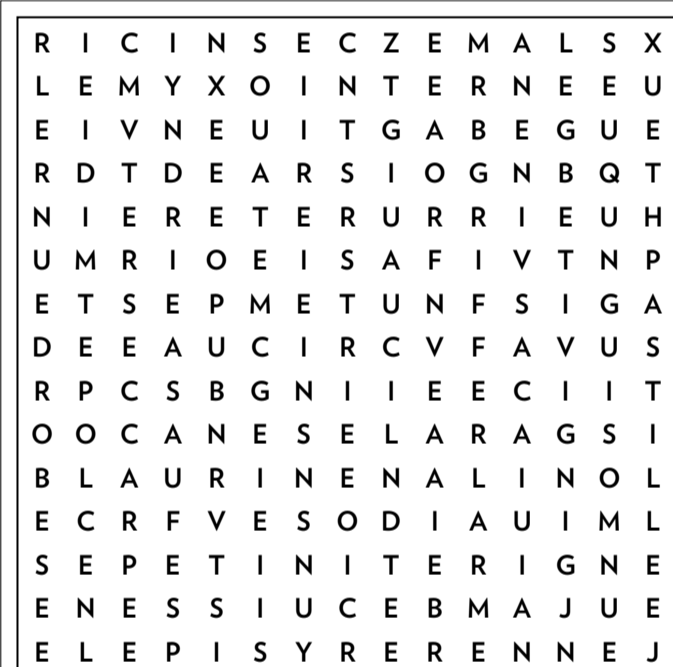 R I C I N S E C Z E M A L S X
L E M Y X O I N T E R N E E U
E I V N E U I T G A B E G U E
R D T D E A R S I O G N B Q T
N I E R E T E R U R R I E U H
U M R I O E I S A F I V T N P
E T S E P M E T U N F S I G A
D E E A U C I R C V F A V U S
R P C S B G N I I E E C I I T
O O C A N E S E L A R A G S I
B L A U R I N E N A L I N O L
E C R F V E S O D I A U I M L
S E P E T I N I T E R I G N E
E N E S S I U C E B M A J U E
E L E P I S Y R E R E N N E J